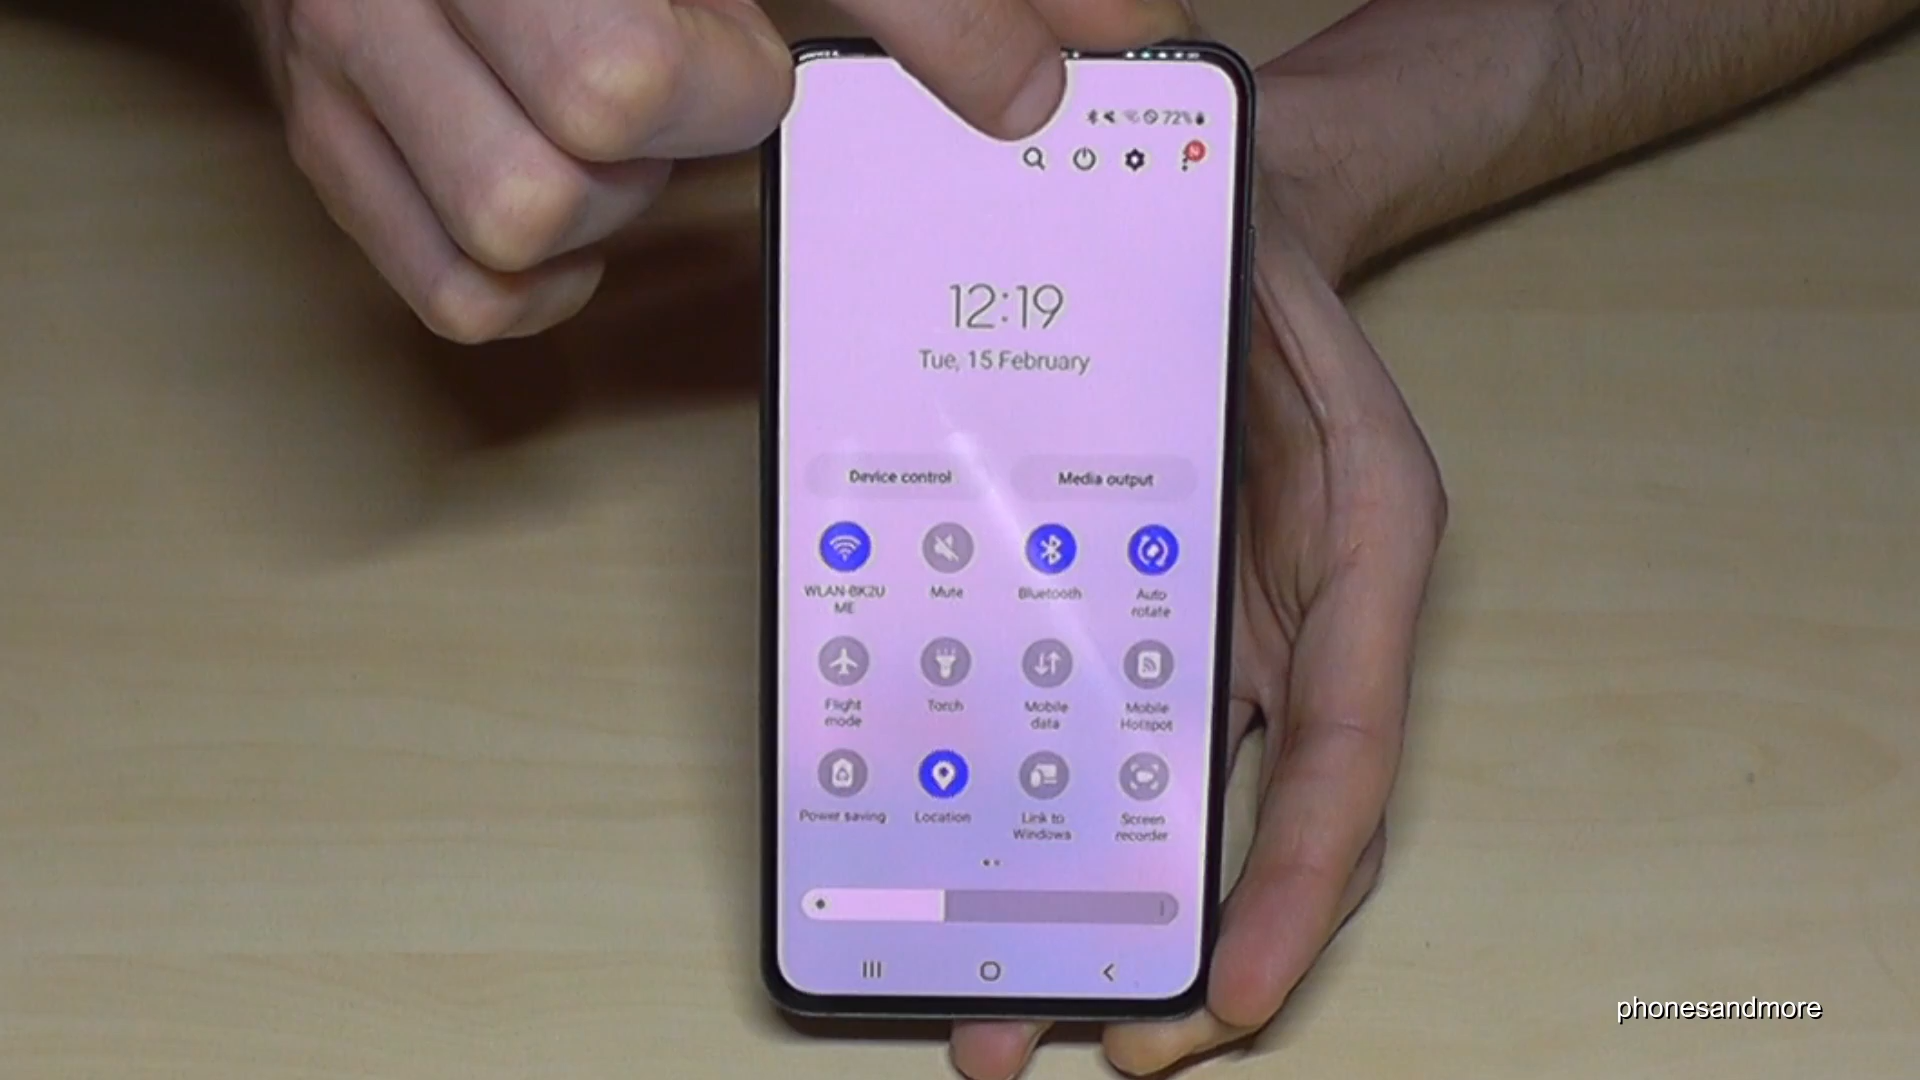 72%
N
12:19
Tue, 15 February
Device control
Media output
WLAN-BK2U
ME
Mute
Bluetooth
Auto
rotate
Flight
mode
Torch
Mobile
data
Mobile
Hotspot
Power saving
Location
Link to
Windows
Screen
recorder
phonesandmore